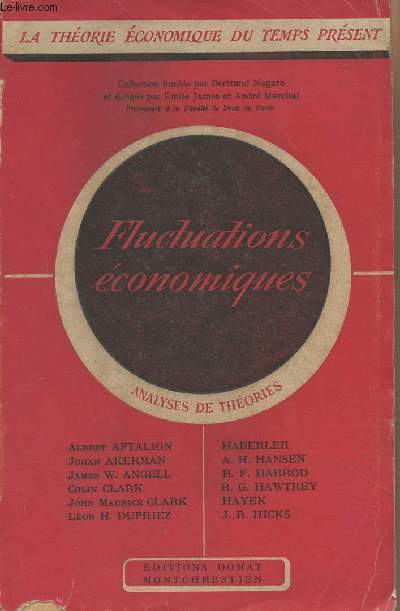 Le-livre.com
LA THÉORIE ÉCONOMIQUE DU TEMPS PRÉSENT
Collection fondée par Bertrand Nogaro
et dirigée par Emile James et André Marchal
Professeurs à la Faculté de Droit de Paris
Fluctuations
économiques
ANALYSES DE THÉORIES
Albert AFTALION
Johan AKERMAN
James W. ANGELL
Colin CLARK
John Maurice CLARK
Léon H. DUPRIEZ
HABERLER
A. H. HANSEN
R. F. HARROD
R. G. HAWTREY
HAYEK
J. R. HICKS
ÉDITIONS DOMAT
MONTCHRESTIEN